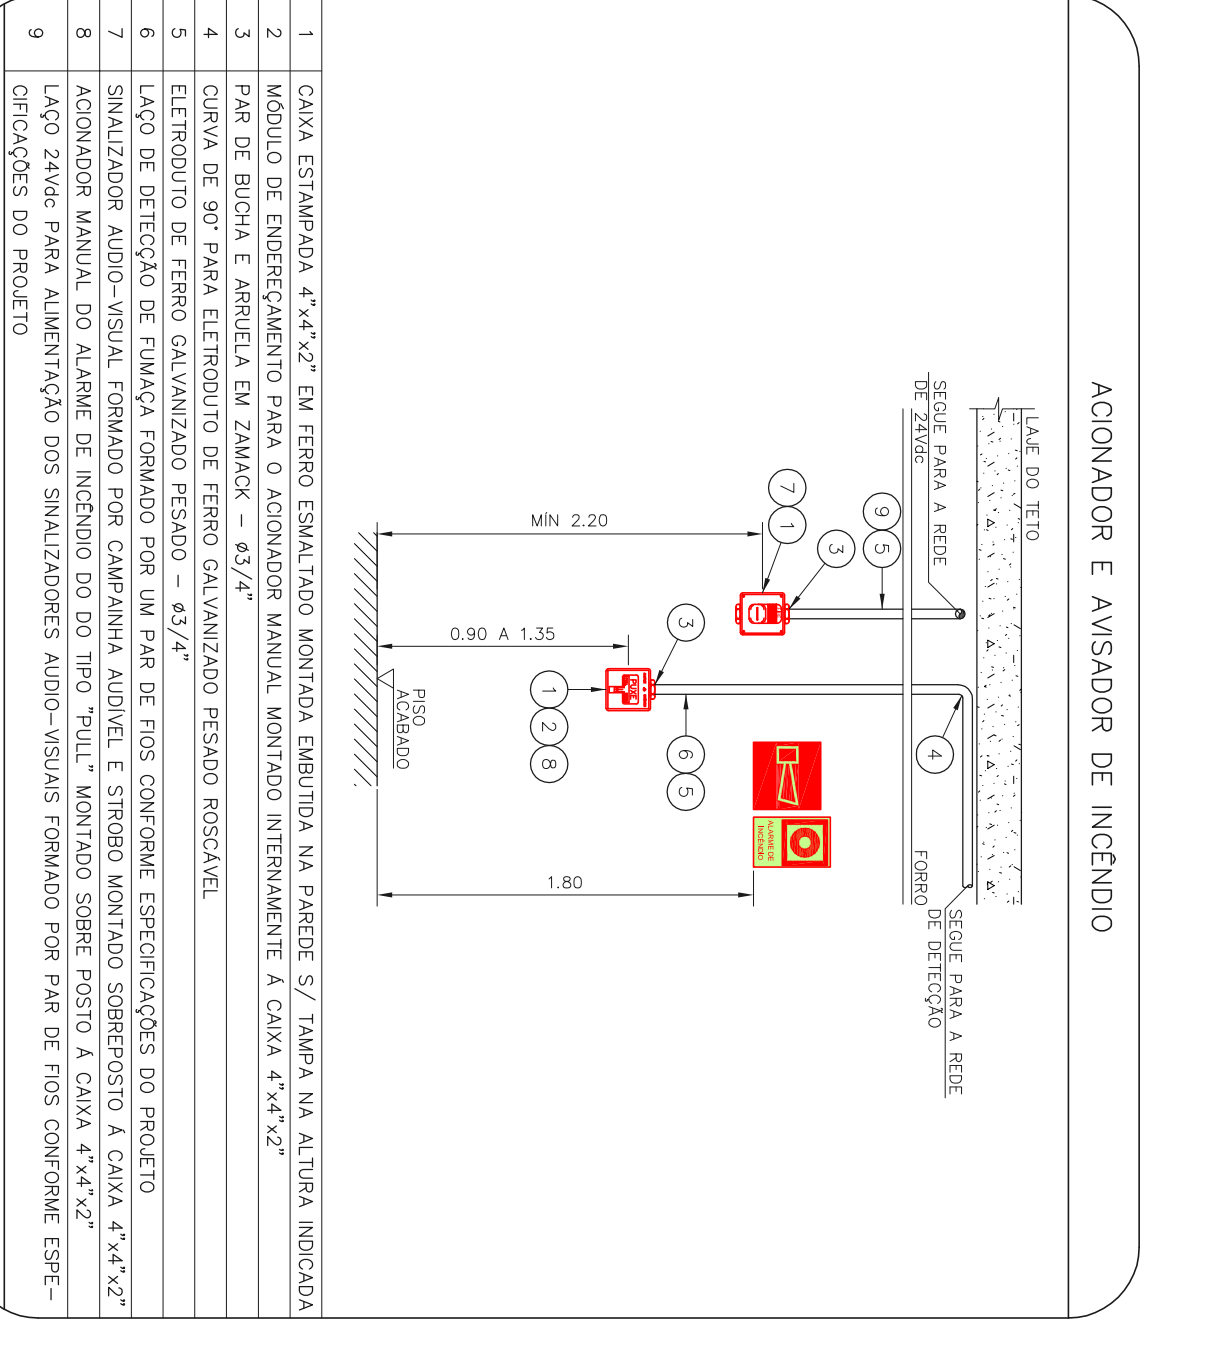 ACIONADOR E AVISADOR DE INCÊNDIO
LAJE DO TETO
SEGUE PARA A REDE
DE 24Vdc
FORRO
SEGUE PARA A REDE
DE DETECÇÃO
9
5
3
7
1
4
3
6
5
1
2
8
MÍN 2.20
0.90 A 1.35
1.80
PUXE
ALARME DE
INCÊNDIO
PISO
ACABADO
1 CAIXA ESTAMPADA 4"x4"x2" EM FERRO ESMALTADO MONTADA EMBUTIDA NA PAREDE S/ TAMPA NA ALTURA INDICADA
2 MÓDULO DE ENDEREÇAMENTO PARA O ACIONADOR MANUAL MONTADO INTERNAMENTE Á CAIXA 4"x4"x2"
3 PAR DE BUCHA E ARRUELA EM ZAMACK – ø3/4"
4 CURVA DE 90° PARA ELETRODUTO DE FERRO GALVANIZADO PESADO ROSCÁVEL
5 ELETRODUTO DE FERRO GALVANIZADO PESADO – ø3/4"
6 LAÇO DE DETECÇÃO DE FUMAÇA FORMADO POR UM PAR DE FIOS CONFORME ESPECIFICAÇÕES DO PROJETO
7 SINALIZADOR AUDIO–VISUAL FORMADO POR CAMPAINHA AUDÍVEL E STROBO MONTADO SOBREPOSTO Á CAIXA 4"x4"x2"
8 ACIONADOR MANUAL DO ALARME DE INCÊNDIO DO DO TIPO "PULL" MONTADO SOBRE POSTO Á CAIXA 4"x4"x2"
9 LAÇO 24Vdc PARA ALIMENTAÇÃO DOS SINALIZADORES AUDIO–VISUAIS FORMADO POR PAR DE FIOS CONFORME ESPE–
CIFICAÇÕES DO PROJETO